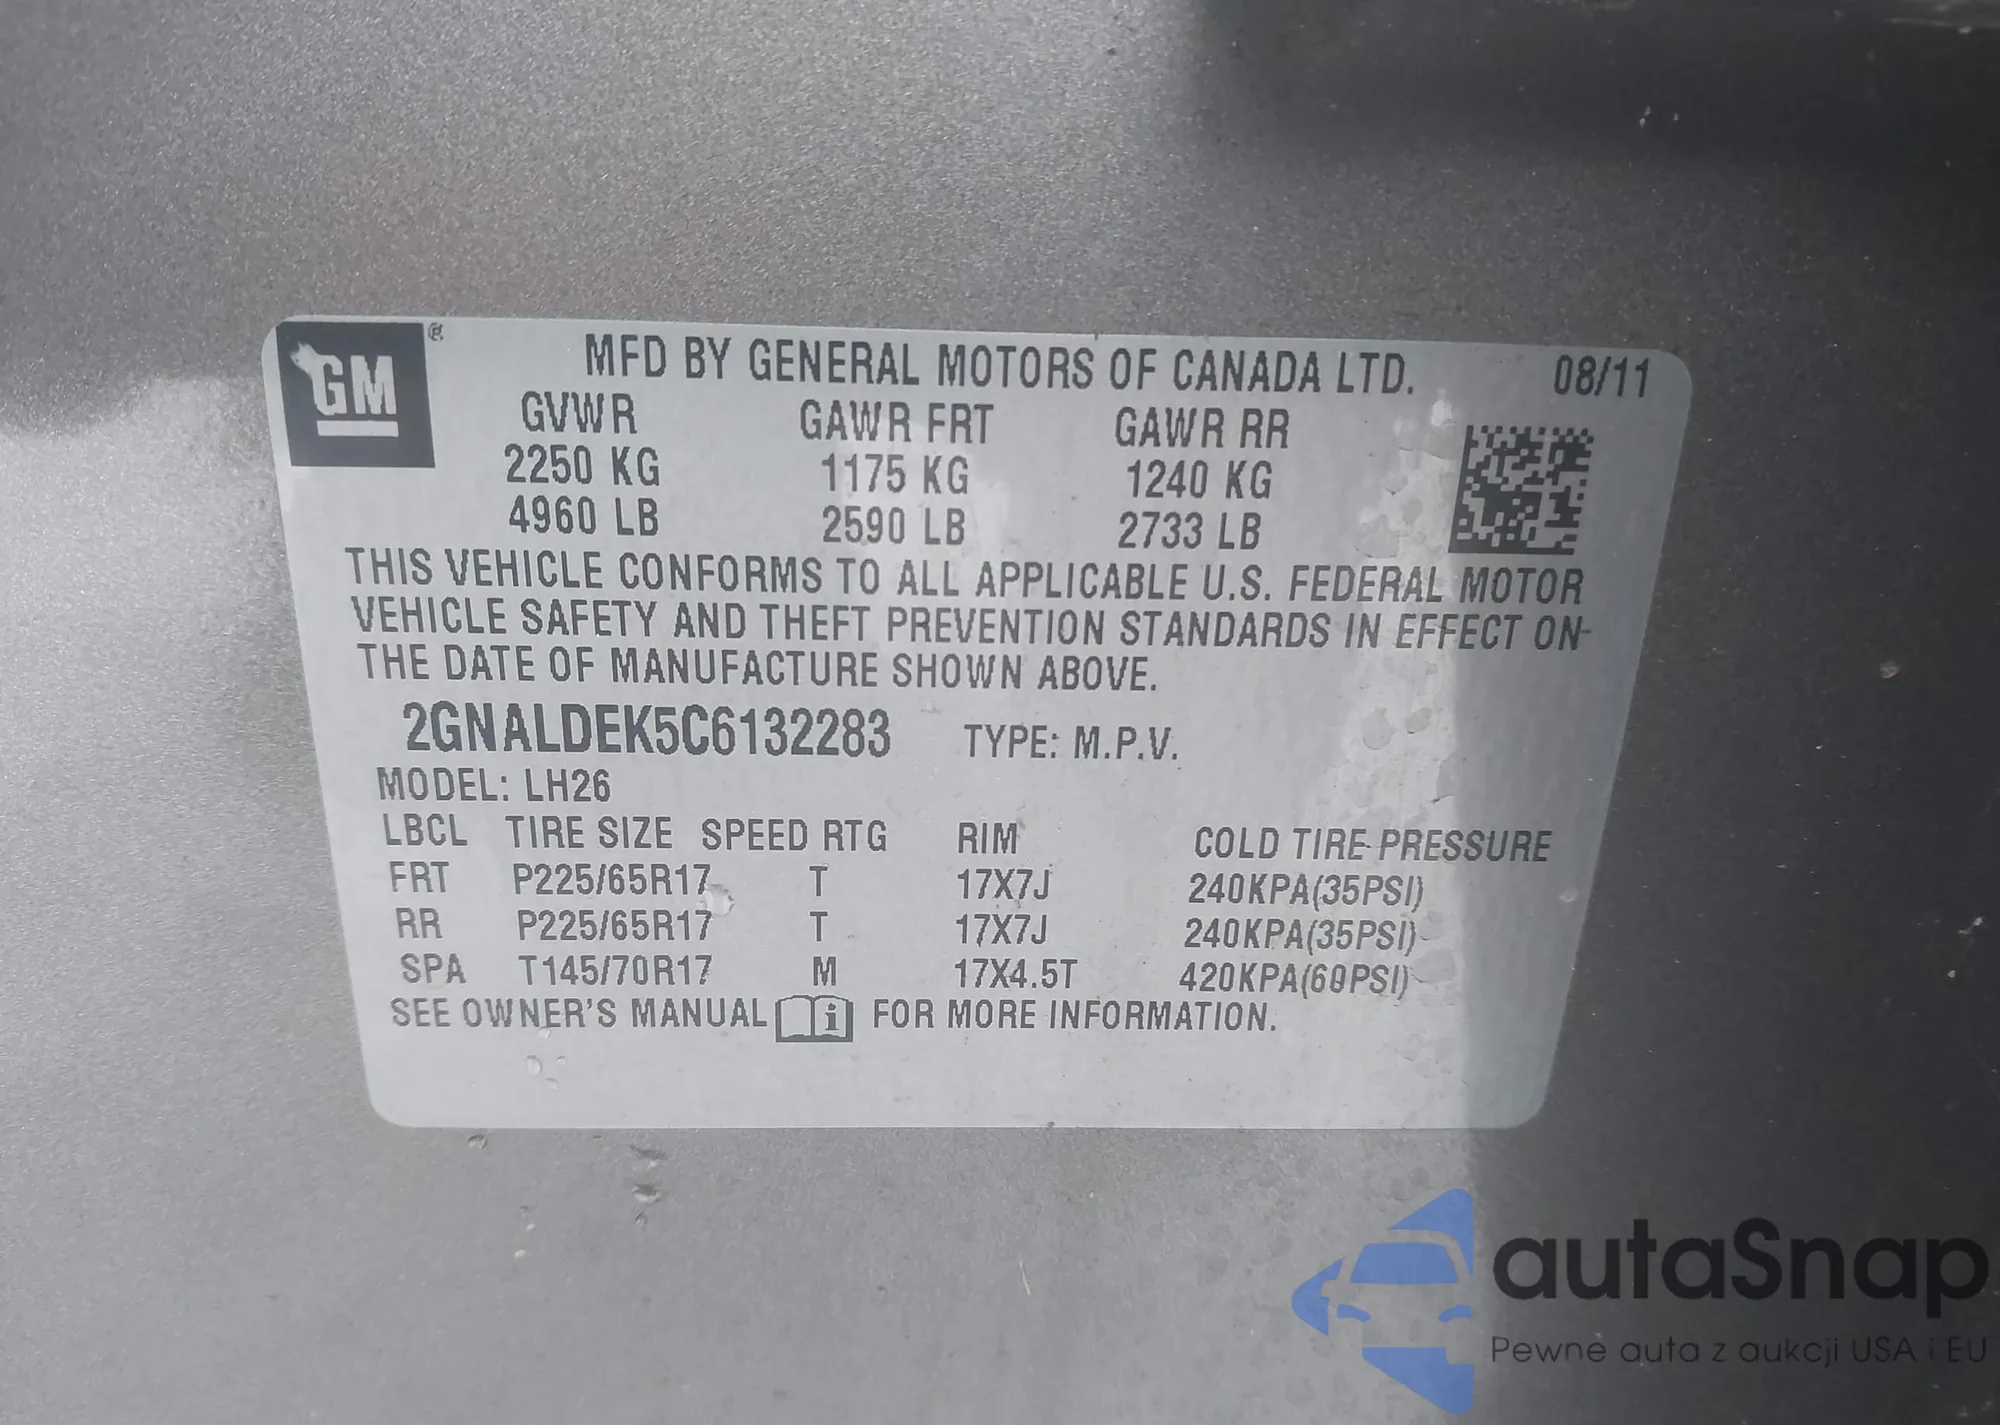 GM ® MFD BY GENERAL MOTORS OF CANADA LTD. 08/11
GVWR GAWR FRT GAWR RR
2250 KG 1175 KG 1240 KG
4960 LB 2590 LB 2733 LB
THIS VEHICLE CONFORMS TO ALL APPLICABLE U.S. FEDERAL MOTOR
VEHICLE SAFETY AND THEFT PREVENTION STANDARDS IN EFFECT ON
THE DATE OF MANUFACTURE SHOWN ABOVE.
2GNALDEK5C6132283 TYPE: M.P.V.
MODEL: LH26
LBCL TIRE SIZE SPEED RTG RIM COLD TIRE PRESSURE
FRT P225/65R17 T 17X7J 240KPA(35PSI)
RR P225/65R17 T 17X7J 240KPA(35PSI)
SPA T145/70R17 M 17X4.5T 420KPA(60PSI)
SEE OWNER'S MANUAL i FOR MORE INFORMATION.
autaSnap
Pewne auta z aukcji USA i EU